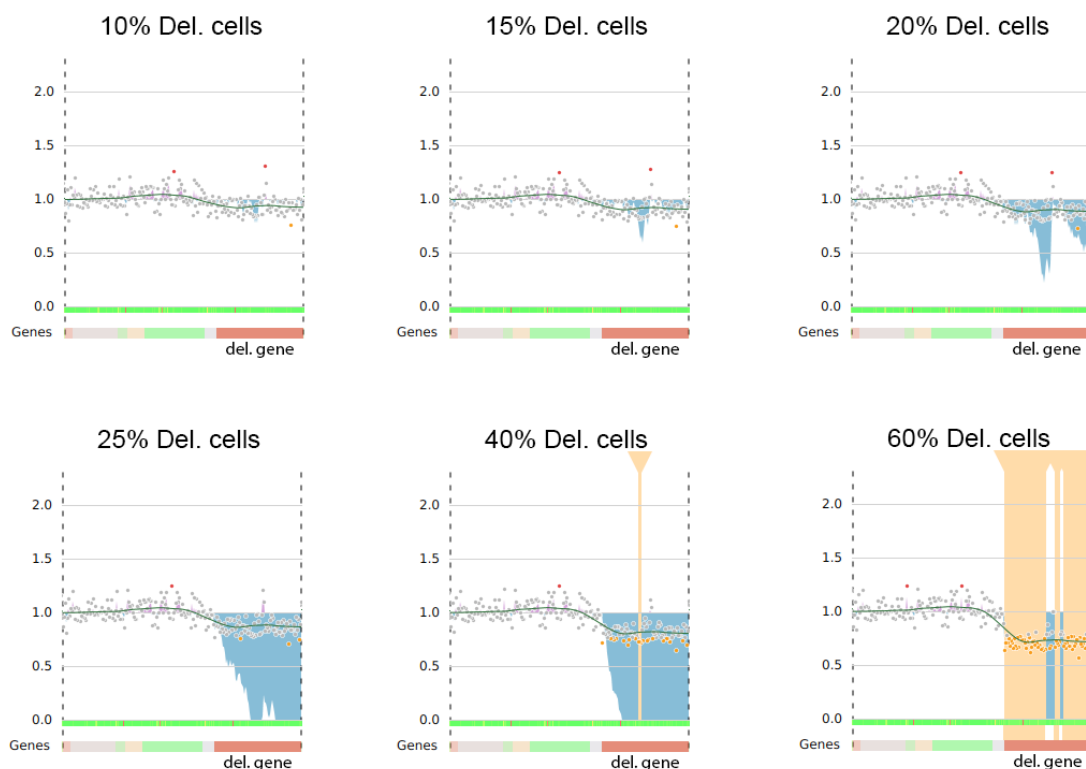 10% Del. cells
15% Del. cells
20% Del. cells
2.0
1.5
1.0
0.5
0.0
Genes
del. gene
2.0
1.5
1.0
0.5
0.0
Genes
del. gene
2.0
1.5
1.0
0.5
0.0
Genes
del. gene
25% Del. cells
40% Del. cells
60% Del. cells
2.0
1.5
1.0
0.5
0.0
Genes
del. gene
2.0
1.5
1.0
0.5
0.0
Genes
del. gene
2.0
1.5
1.0
0.5
0.0
Genes
del. gene